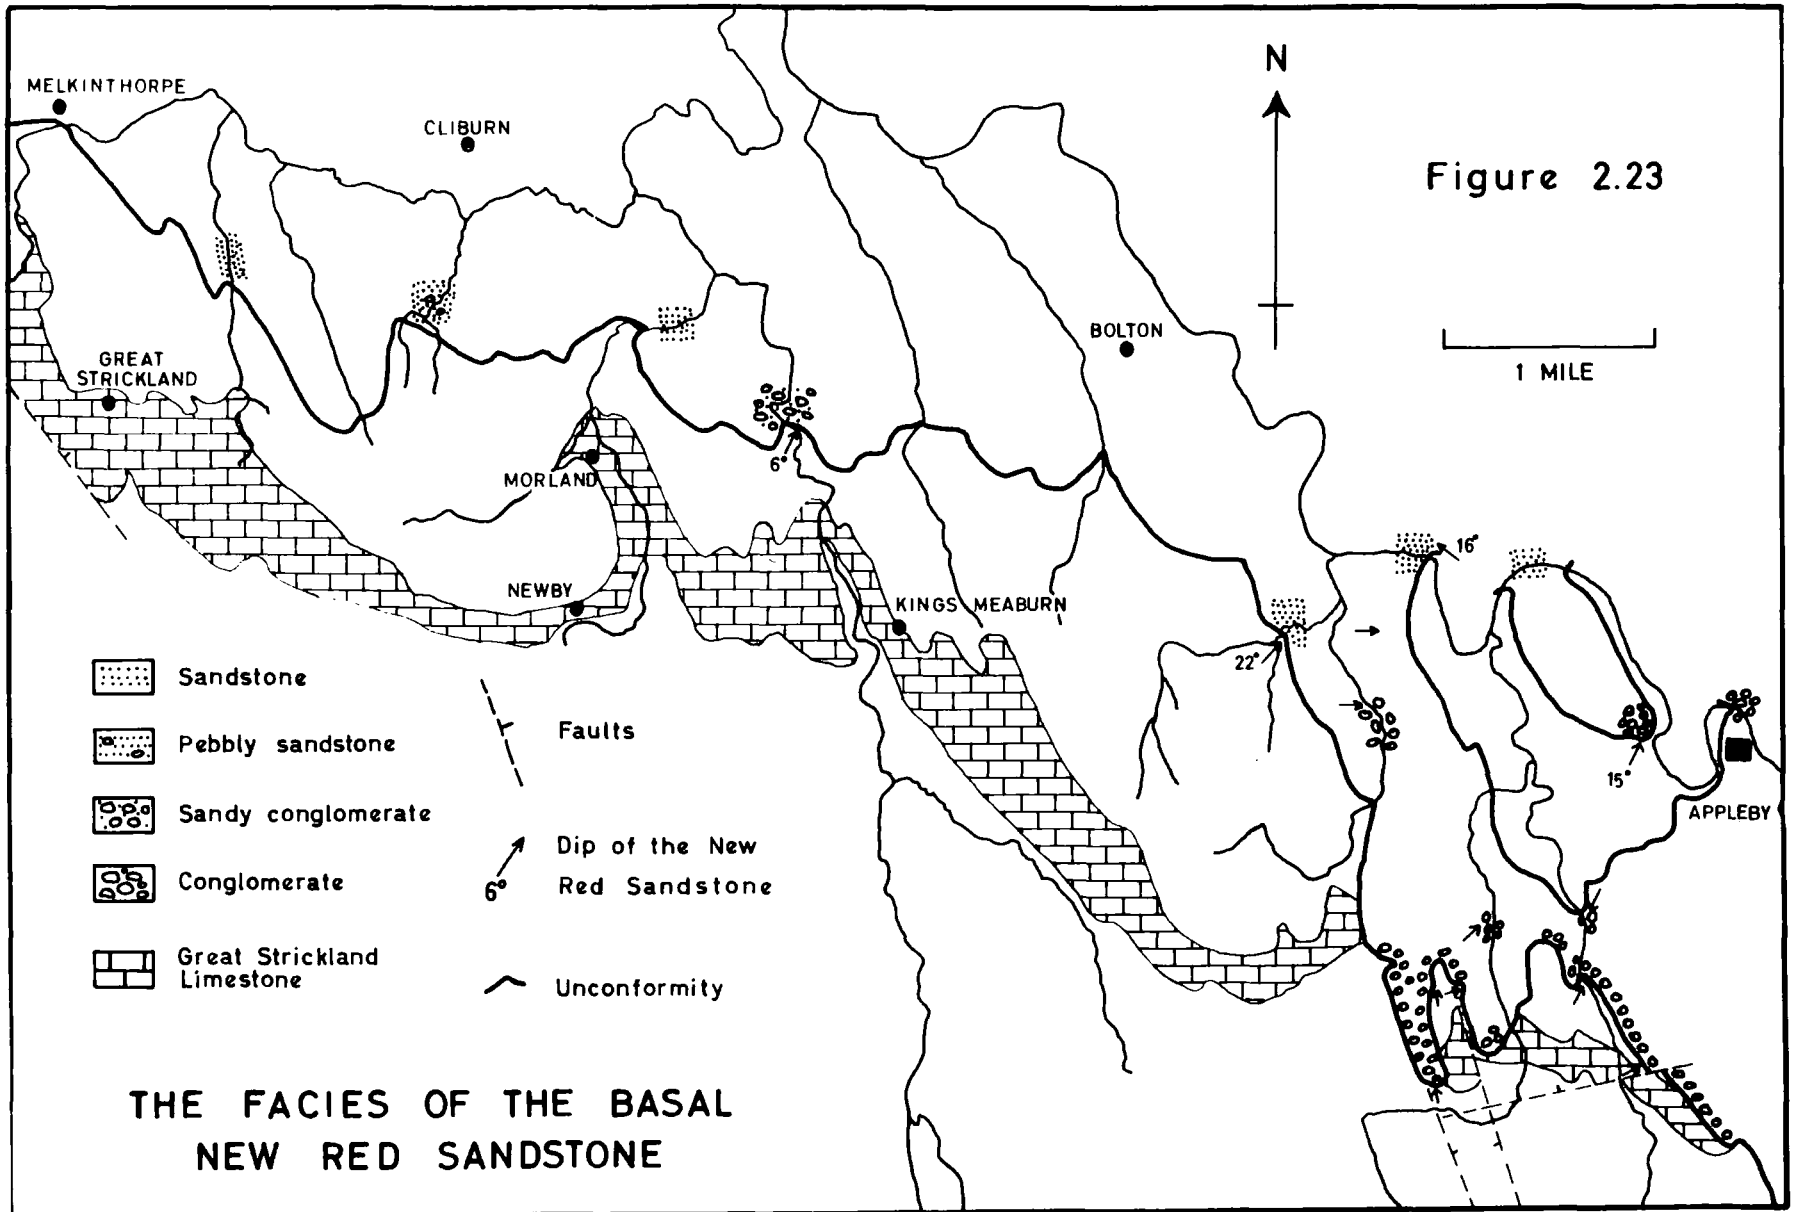 MELKINTHORPE
CLIBURN
N
Figure 2.23
BOLTON
1 MILE
GREAT
STRICKLAND
6°
MORLAND
16°
NEWBY
KINGS MEABURN
22°
15°
APPLEBY
Sandstone
Pebbly sandstone
Sandy conglomerate
Conglomerate
Great Strickland
Limestone
Faults
6°
Dip of the New
Red Sandstone
Unconformity
THE FACIES OF THE BASAL
NEW RED SANDSTONE